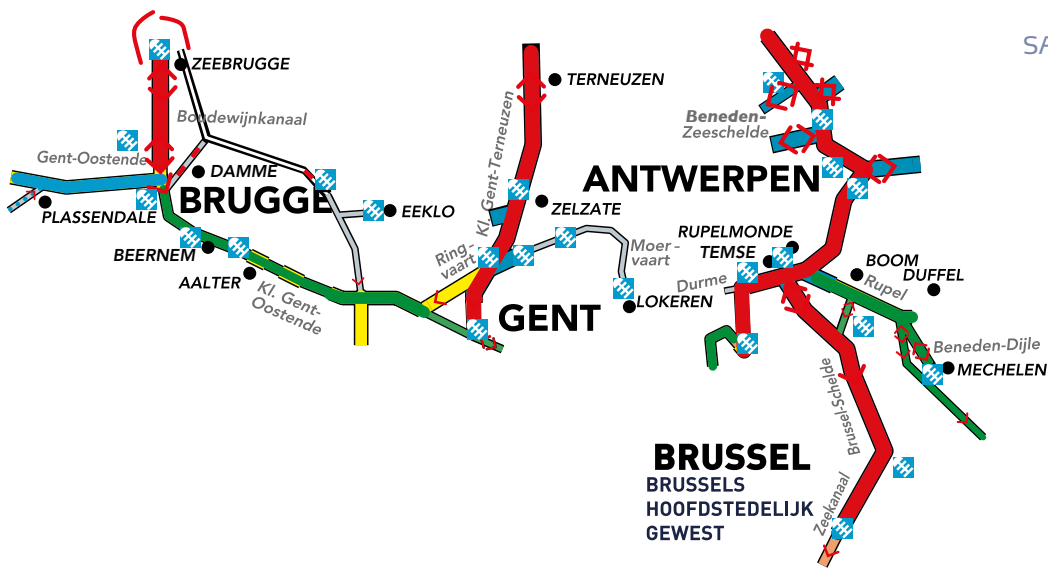 SA
ZEEBRUGGE
TERNEUZEN
Boudewijnkanaal
Kl. Gent-Terneuzen
Beneden-
Zeeschelde
Gent-Oostende
DAMME
BRUGGE
ANTWERPEN
PLASSENDALE
EEKLO
ZELZATE
BEERNEM
AALTER
Kl. Gent-
Oostende
Ring-
vaart
Moer-
vaart
LOKEREN
GENT
RUPELMONDE
TEMSE
Durme
BOOM
DUFFEL
Rupel
Beneden-Dijle
MECHELEN
Brussel-Schelde
Zeekanaal
BRUSSEL
BRUSSELS
HOOFDSTEDELIJK
GEWEST